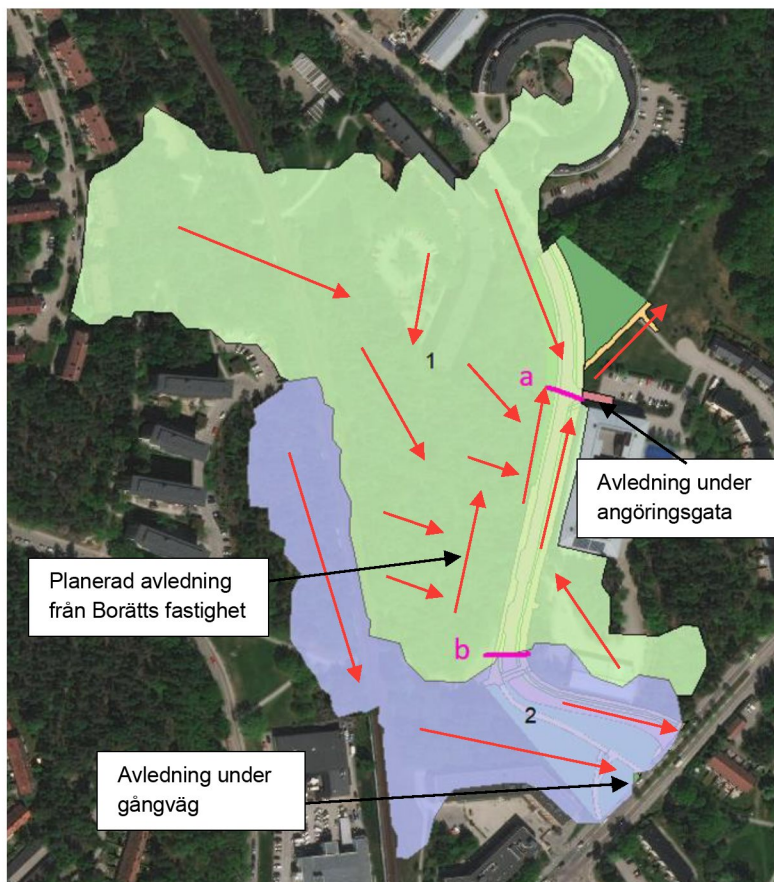 1
a
Avledning under
angöringsgata
Planerad avledning
från Borätts fastighet
b
2
Avledning under
gångväg